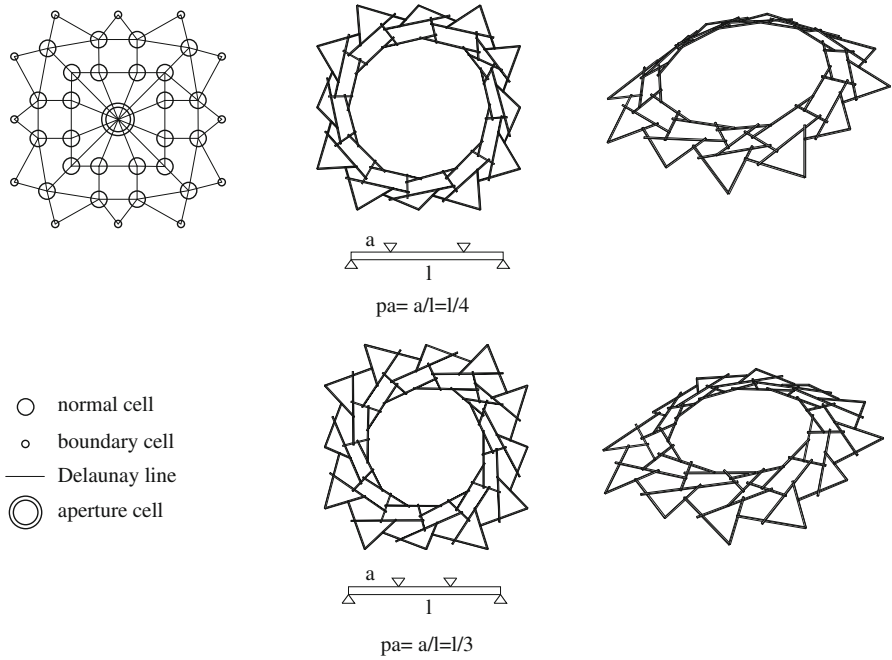 a
l
pa= a/l=l/4
normal cell
boundary cell
Delaunay line
aperture cell
a
l
pa= a/l=l/3